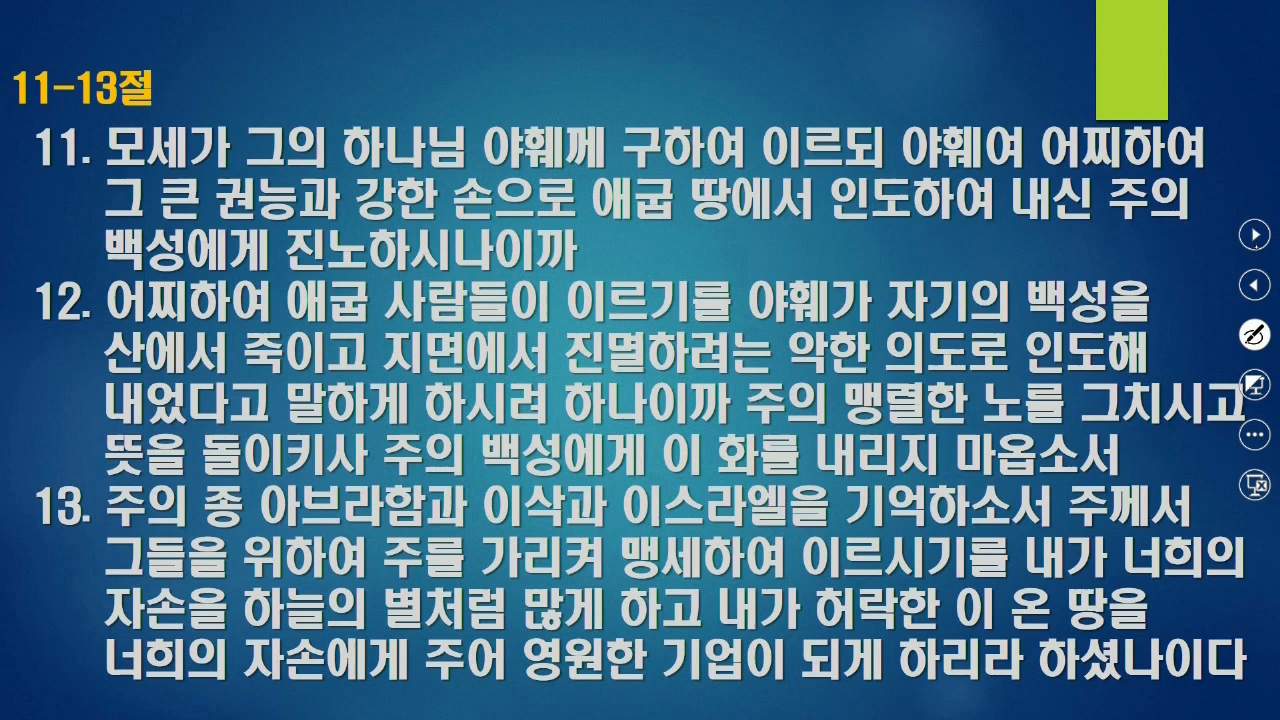 11-13절
11. 모세가 그의 하나님 야훼께 구하여 이르되 야훼여 어찌하여
그 큰 권능과 강한 손으로 애굽 땅에서 인도하여 내신 주의
백성에게 진노하시나이까
12. 어찌하여 애굽 사람들이 이르기를 야훼가 자기의 백성을
산에서 죽이고 지면에서 진멸하려는 악한 의도로 인도해
내었다고 말하게 하시려 하나이까 주의 맹렬한 노를 그치시고
뜻을 돌이키사 주의 백성에게 이 화를 내리지 마옵소서
13. 주의 종 아브라함과 이삭과 이스라엘을 기억하소서 주께서
그들을 위하여 주를 가리켜 맹세하여 이르시기를 내가 너희의
자손을 하늘의 별처럼 많게 하고 내가 허락한 이 온 땅을
너희의 자손에게 주어 영원한 기업이 되게 하리라 하셨나이다